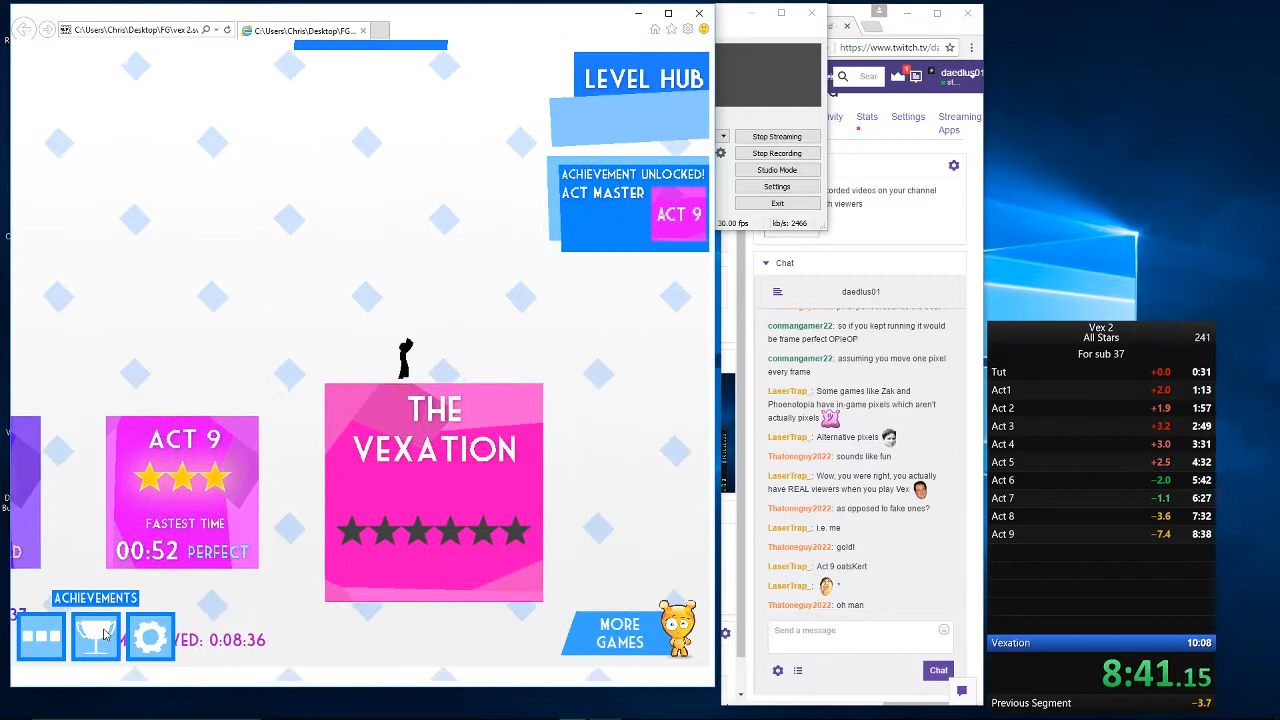 C:\Users\Chris\Desktop\FG\vex 2.s
C:\Users\Chris\Desktop\FG...
LEVEL HUB
ACHIEVEMENT UNLOCKED!
ACT MASTER
ACT 9
THE
VEXATION
ACT 9
FASTEST TIME
00:52 PERFECT
ACHIEVEMENTS
VED: 0:08:36
MORE
GAMES
Stop Streaming
Stop Recording
Studio Mode
Settings
Exit
30.00 fps
kb/s: 2466
https://www.twitch.tv/da
Sear
daedlus01
Stats
Settings
Streaming
Apps
orded videos on your channel
h viewers
Chat
daedlus01
conmangamer22: so if you kept running it would
be frame perfect OPieOP
conmangamer22: assuming you move one pixel
every frame
LaserTrap_: Some games like Zak and
Phoenotopia have in-game pixels which aren't
actually pixels
LaserTrap_: Alternative pixels
Thatoneguy2022: sounds like fun
LaserTrap_: Wow, you were right, you actually
have REAL viewers when you play Vex
Thatoneguy2022: as opposed to fake ones?
LaserTrap_: i.e. me
Thatoneguy2022: gold!
LaserTrap_: Act 9 oatsKert
LaserTrap_: *
Thatoneguy2022: oh man
Send a message
Chat
Vex 2
All Stars 241
For sub 37
Tut +0.0 0:31
Act1 +2.0 1:13
Act 2 +1.9 1:57
Act 3 +3.2 2:49
Act 4 +3.0 3:31
Act 5 +2.5 4:32
Act 6 −2.0 5:42
Act 7 −1.1 6:27
Act 8 −3.6 7:32
Act 9 −7.4 8:38
Vexation 10:08
8:41.15
Previous Segment −3.7